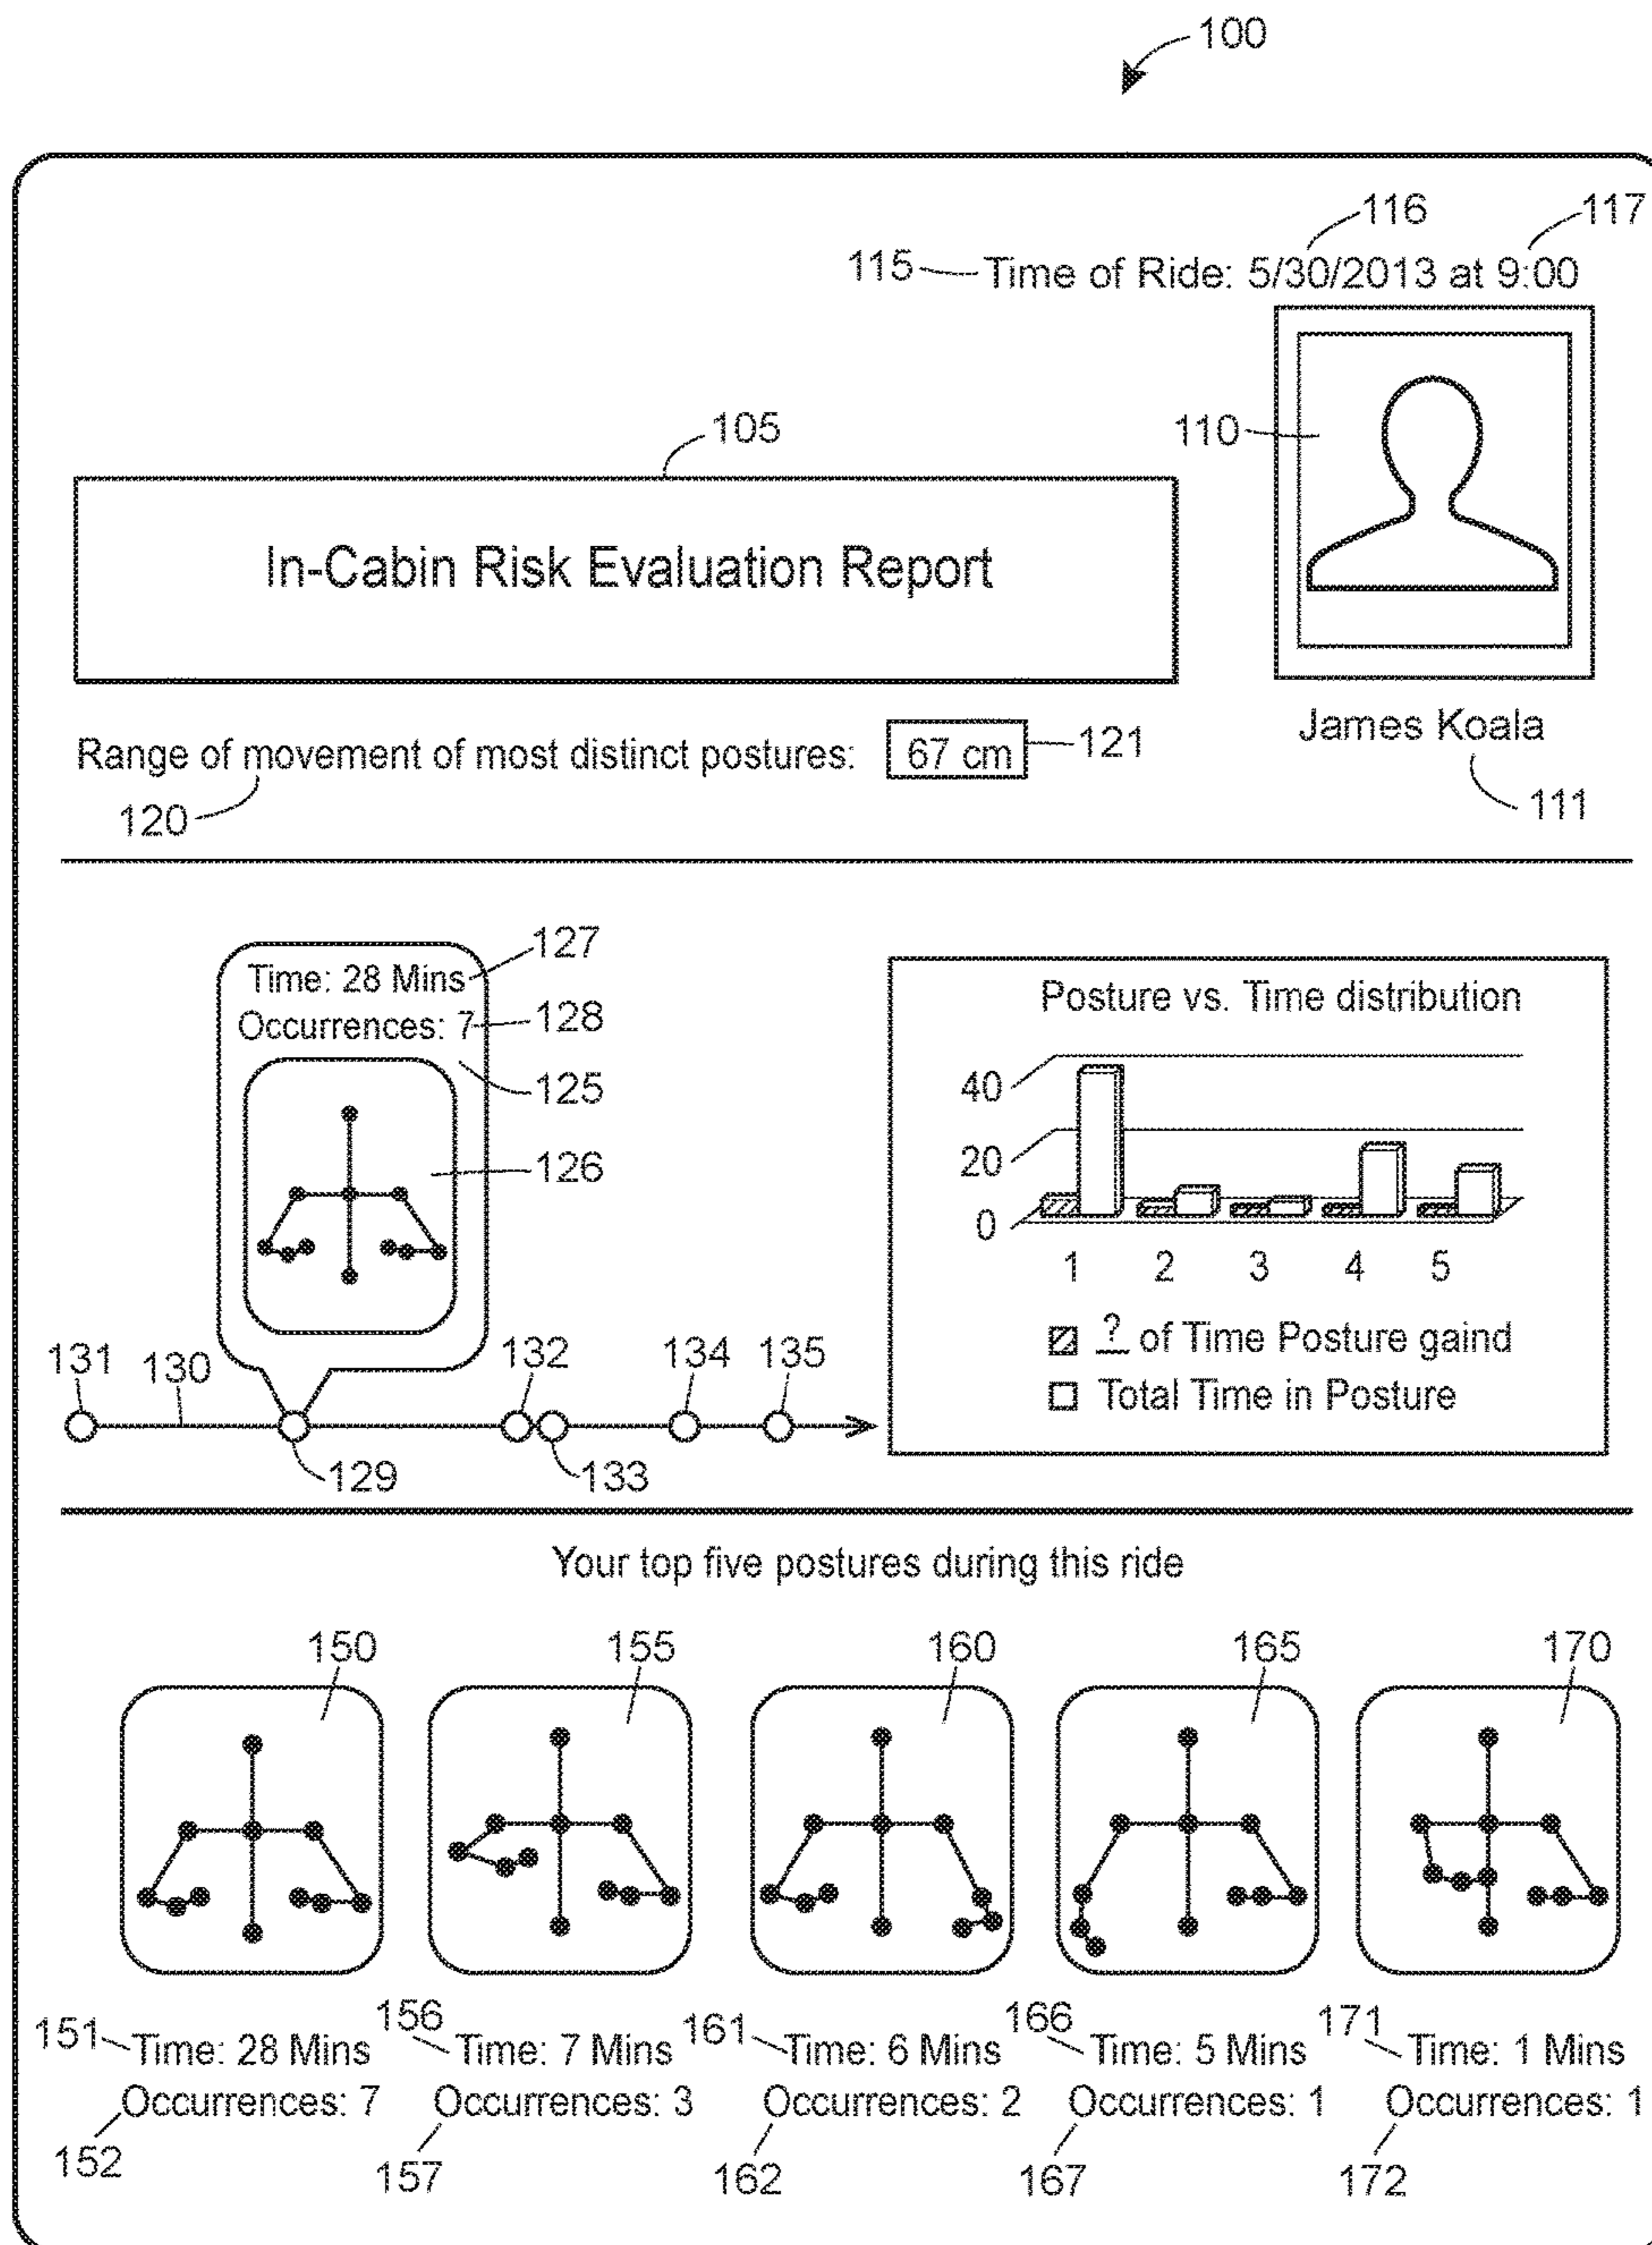 100
116
117
115 Time of Ride: 5/30/2013 at 9:00
105
110
In-Cabin Risk Evaluation Report
James Koala
111
Range of movement of most distinct postures: 67 cm 121
120
127
Time: 28 Mins
Occurrences: 7 128
125
126
Posture vs. Time distribution
40
20
0
1 2 3 4 5
? of Time Posture gaind
Total Time in Posture
131 130 132 134 135
129 133
Your top five postures during this ride
150 155 160 165 170
151 Time: 28 Mins
Occurrences: 7
152
156 Time: 7 Mins
Occurrences: 3
157
161 Time: 6 Mins
Occurrences: 2
162
166 Time: 5 Mins
Occurrences: 1
167
171 Time: 1 Mins
Occurrences: 1
172